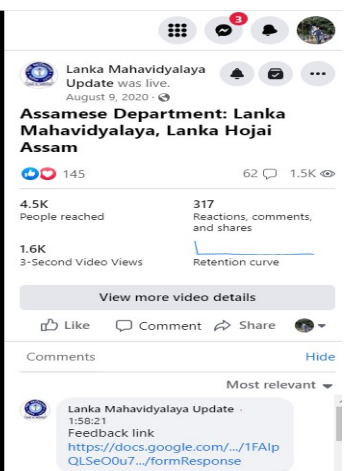 3
Lanka Mahavidyalaya
Update was live.
August 9, 2020 ·
Assamese Department: Lanka
Mahavidyalaya, Lanka Hojai
Assam
145 62 1.5K
4.5K 317
People reached Reactions, comments,
and shares
1.6K
3-Second Video Views Retention curve
View more video details
Like Comment Share
Comments Hide
Most relevant
Lanka Mahavidyalaya Update ·
1:58:21
Feedback link
https://docs.google.com/.../1FAIp
QLSeO0u7.../formResponse